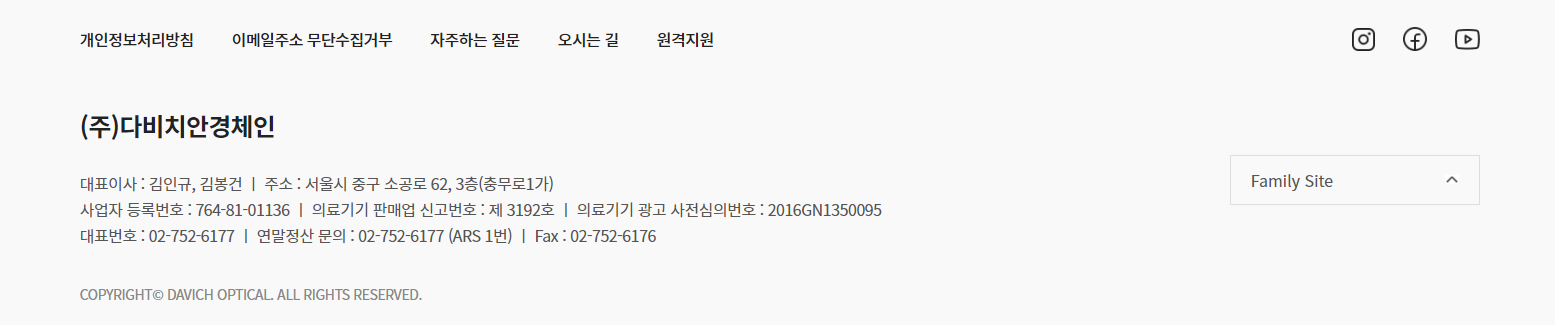 개인정보처리방침 이메일주소 무단수집거부 자주하는 질문 오시는 길 원격지원
(주)다비치안경체인
대표이사 : 김인규, 김봉건 | 주소 : 서울시 중구 소공로 62, 3층(충무로1가)
사업자 등록번호 : 764-81-01136 | 의료기기 판매업 신고번호 : 제 3192호 | 의료기기 광고 사전심의번호 : 2016GN1350095
대표번호 : 02-752-6177 | 연말정산 문의 : 02-752-6177 (ARS 1번) | Fax : 02-752-6176
Family Site
COPYRIGHT© DAVICH OPTICAL. ALL RIGHTS RESERVED.